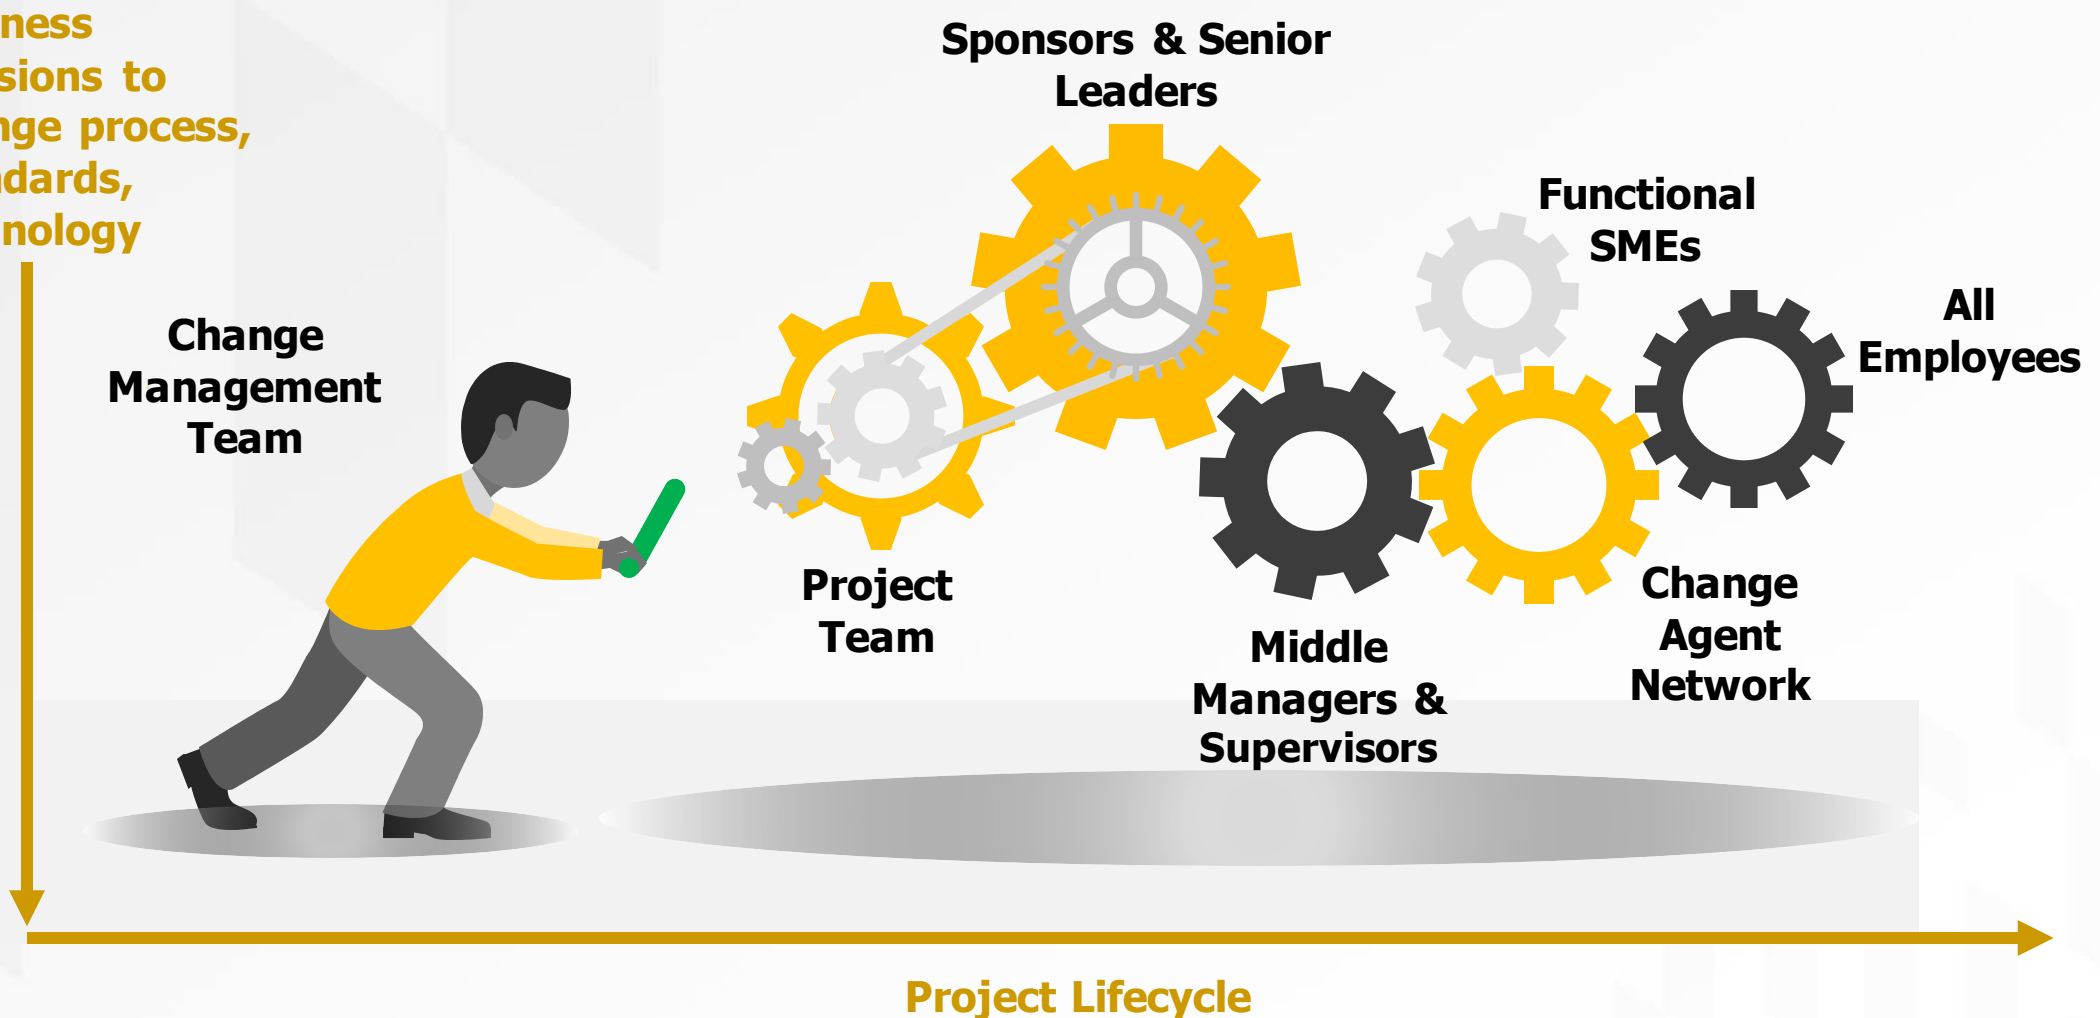 ness
sions to
nge process,
dards,
nology
Sponsors & Senior
Leaders
Functional
SMEs
All
Employees
Change
Management
Team
Project
Team
Middle
Managers &
Supervisors
Change
Agent
Network
Project Lifecycle